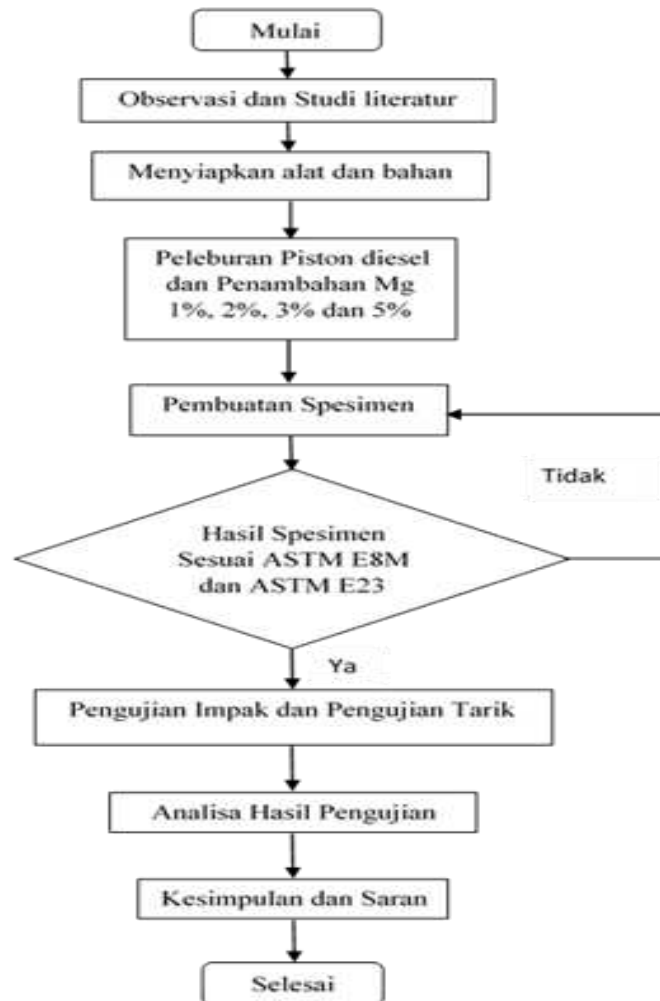 Mulai
Observasi dan Studi literatur
Menyiapkan alat dan bahan
Peleburan Piston diesel
dan Penambahan Mg
1%, 2%, 3% dan 5%
Pembuatan Spesimen
Tidak
Hasil Spesimen
Sesuai ASTM E8M
dan ASTM E23
Ya
Pengujian Impak dan Pengujian Tarik
Analisa Hasil Pengujian
Kesimpulan dan Saran
Selesai